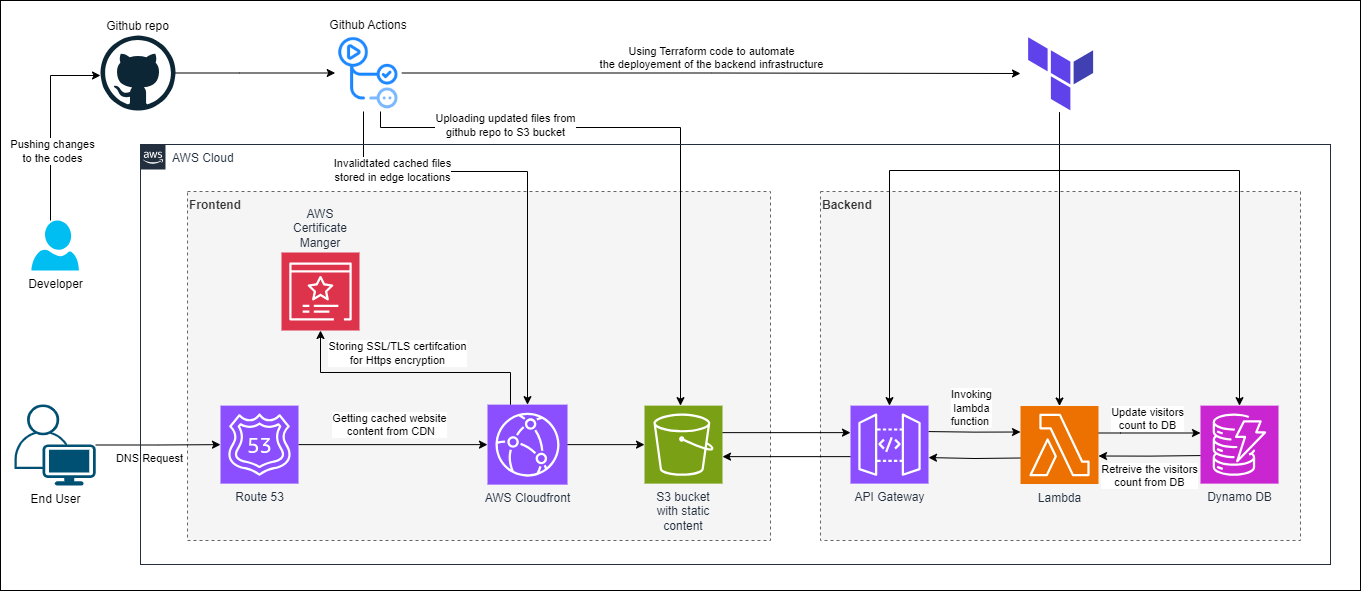 Github repo
Github Actions
Using Terraform code to automate
the deployement of the backend infrastructure
Uploading updated files from
github repo to S3 bucket
Pushing changes
to the codes
aws
AWS Cloud
Invalidtated cached files
stored in edge locations
Developer
Frontend
AWS
Certificate
Manger
Storing SSL/TLS certifcation
for Https encryption
Backend
End User
DNS Request
53
Route 53
Getting cached website
content from CDN
AWS Cloudfront
S3 bucket
with static
content
</>
API Gateway
Invoking
lambda
function
Lambda
Update visitors
count to DB
Retreive the visitors
count from DB
Dynamo DB